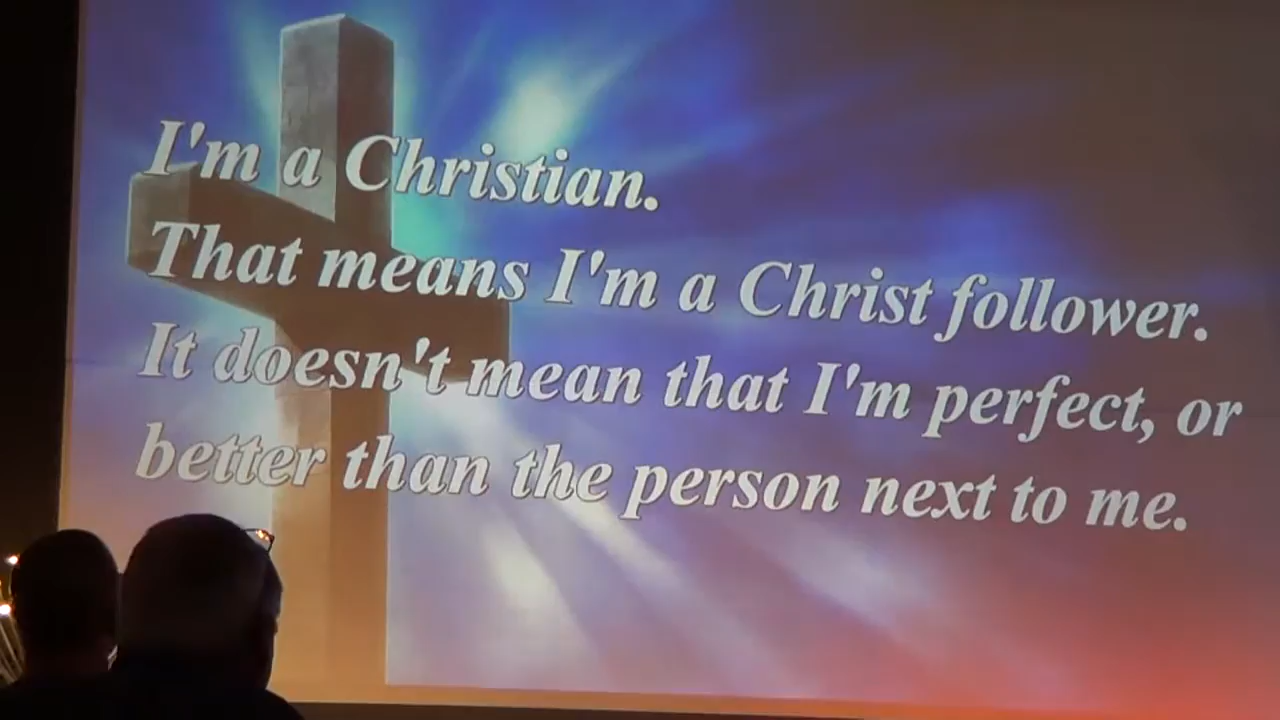 I'm a Christian.
That means I'm a Christ follower.
It doesn't mean that I'm perfect, or
better than the person next to me.